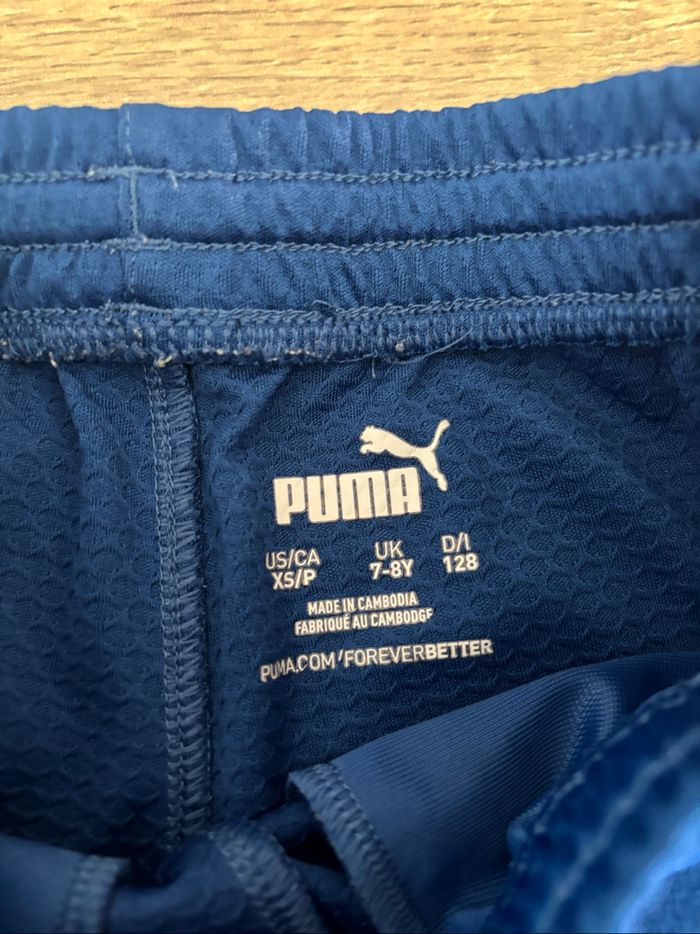 PUMA
US/CA UK D/I
XS/P 7-8Y 128
MADE IN CAMBODIA
FABRIQUÉ AU CAMBODGE
PUMA.COM/FOREVERBETTER